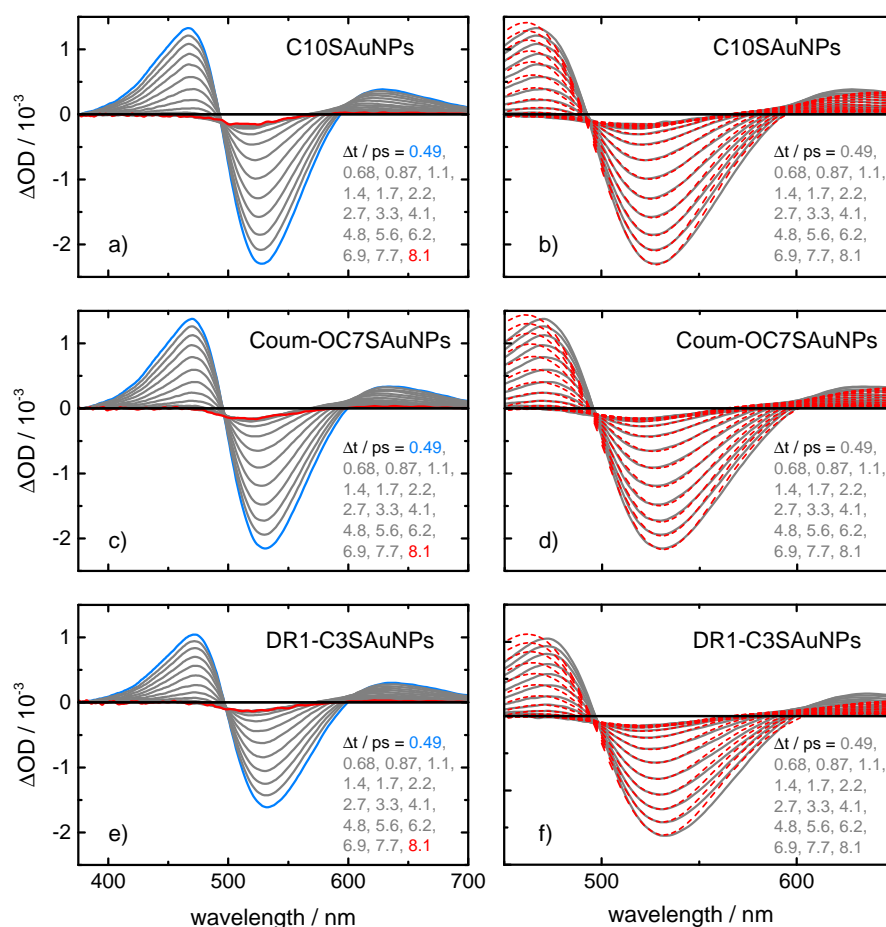 C10SAuNPs
1
0
-1
-2
ΔOD / 10⁻³
Δt / ps = 0.49,
0.68, 0.87, 1.1,
1.4, 1.7, 2.2,
2.7, 3.3, 4.1,
4.8, 5.6, 6.2,
6.9, 7.7, 8.1
a)
C10SAuNPs
Δt / ps = 0.49,
0.68, 0.87, 1.1,
1.4, 1.7, 2.2,
2.7, 3.3, 4.1,
4.8, 5.6, 6.2,
6.9, 7.7, 8.1
b)
Coum-OC7SAuNPs
1
0
-1
-2
ΔOD / 10⁻³
Δt / ps = 0.49,
0.68, 0.87, 1.1,
1.4, 1.7, 2.2,
2.7, 3.3, 4.1,
4.8, 5.6, 6.2,
6.9, 7.7, 8.1
c)
Coum-OC7SAuNPs
Δt / ps = 0.49,
0.68, 0.87, 1.1,
1.4, 1.7, 2.2,
2.7, 3.3, 4.1,
4.8, 5.6, 6.2,
6.9, 7.7, 8.1
d)
DR1-C3SAuNPs
1
0
-1
-2
ΔOD / 10⁻³
Δt / ps = 0.49,
0.68, 0.87, 1.1,
1.4, 1.7, 2.2,
2.7, 3.3, 4.1,
4.8, 5.6, 6.2,
6.9, 7.7, 8.1
e)
400 500 600 700
wavelength / nm
DR1-C3SAuNPs
Δt / ps = 0.49,
0.68, 0.87, 1.1,
1.4, 1.7, 2.2,
2.7, 3.3, 4.1,
4.8, 5.6, 6.2,
6.9, 7.7, 8.1
f)
500 600
wavelength / nm